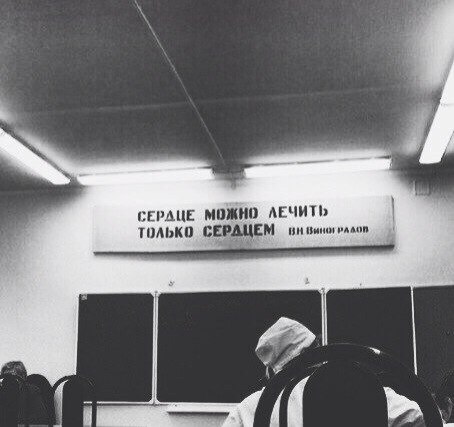 СЕРДЦЕ МОЖНО ЛЕЧИТЬ
ТОЛЬКО СЕРДЦЕМ В.Н. ВИНОГРАДОВ